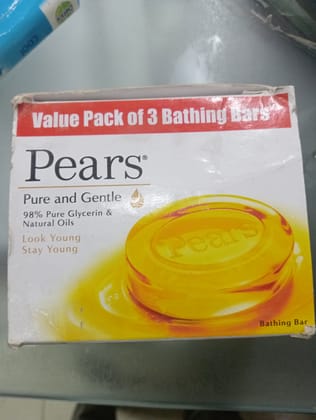 Value Pack of 3 Bathing Bars
Pears®
Pure and Gentle
98% Pure Glycerin &
Natural Oils
Look Young
Stay Young
Pears
Bathing Bar